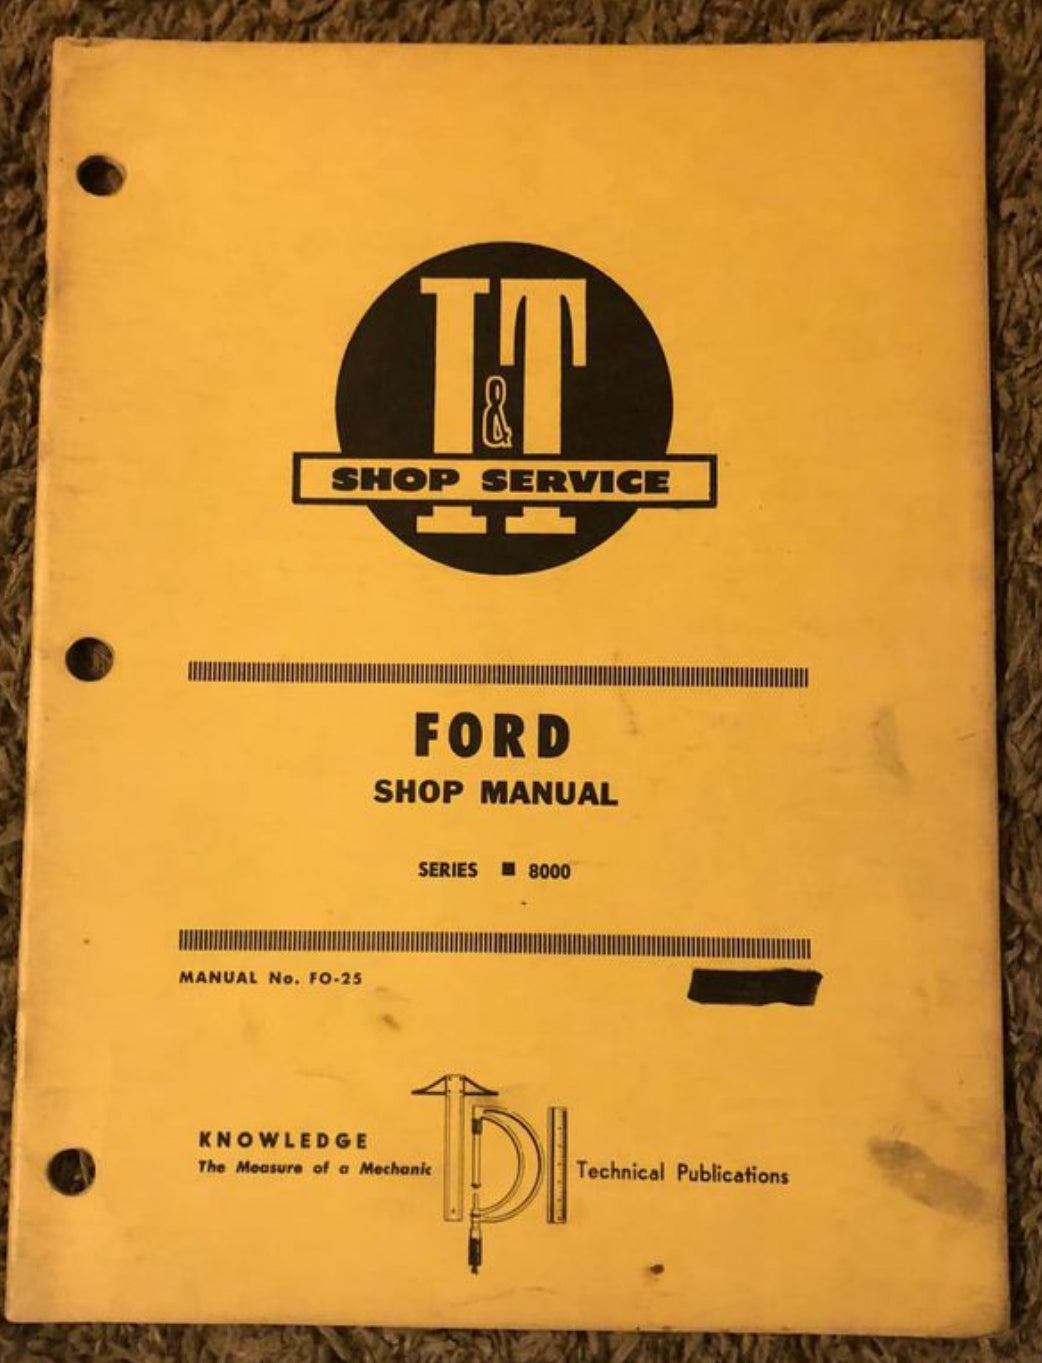 I&T
SHOP SERVICE
FORD
SHOP MANUAL
SERIES ■ 8000
MANUAL No. FO-25
KNOWLEDGE
The Measure of a Mechanic
TPI
Technical Publications